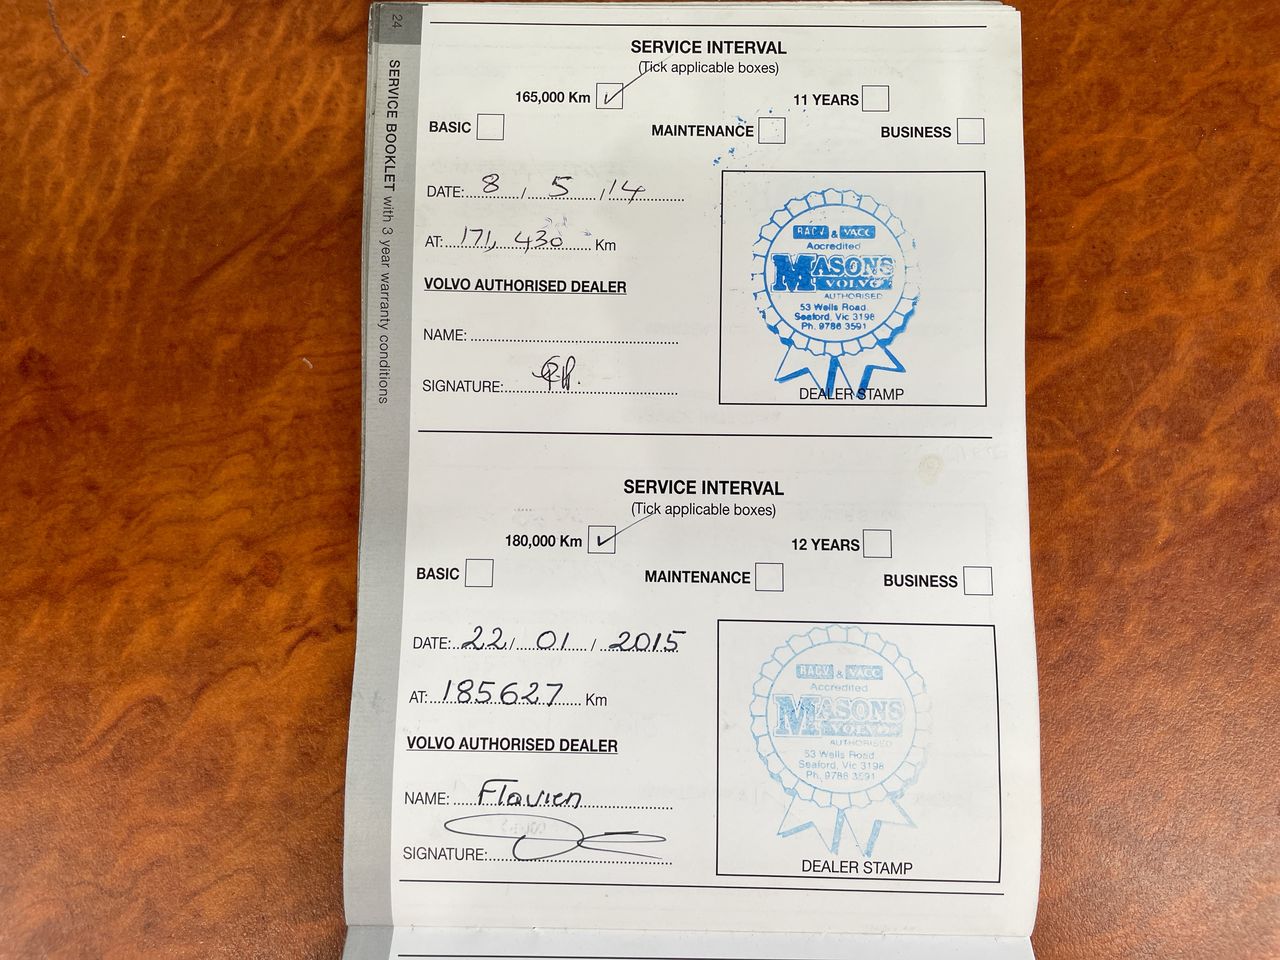 24
SERVICE BOOKLET with 3 year warranty conditions
SERVICE INTERVAL
(Tick applicable boxes)
165,000 Km 11 YEARS
BASIC MAINTENANCE BUSINESS
DATE: 8 / 5 / 14
AT: 171, 430 Km
VOLVO AUTHORISED DEALER
NAME:
SIGNATURE:
RACV & VACC
Accredited
MASONS
VOLVO
AUTHORISED
53 Wells Road
Seaford, Vic 3198
Ph. 9786 3591
DEALER STAMP
SERVICE INTERVAL
(Tick applicable boxes)
180,000 Km 12 YEARS
BASIC MAINTENANCE BUSINESS
DATE: 22 / 01 / 2015
AT: 185627 Km
VOLVO AUTHORISED DEALER
NAME: Flavien
SIGNATURE:
RACV & VACC
Accredited
MASONS
VOLVO
AUTHORISED
53 Wells Road
Seaford, Vic 3198
Ph. 9786 3591
DEALER STAMP